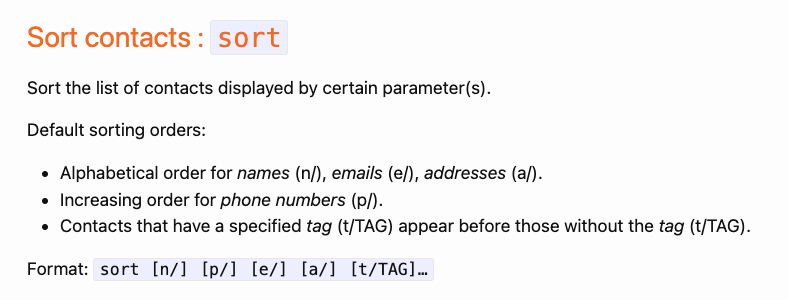 Sort contacts : sort
Sort the list of contacts displayed by certain parameter(s).
Default sorting orders:
• Alphabetical order for names (n/), emails (e/), addresses (a/).
• Increasing order for phone numbers (p/).
• Contacts that have a specified tag (t/TAG) appear before those without the tag (t/TAG).
Format: sort [n/] [p/] [e/] [a/] [t/TAG]…